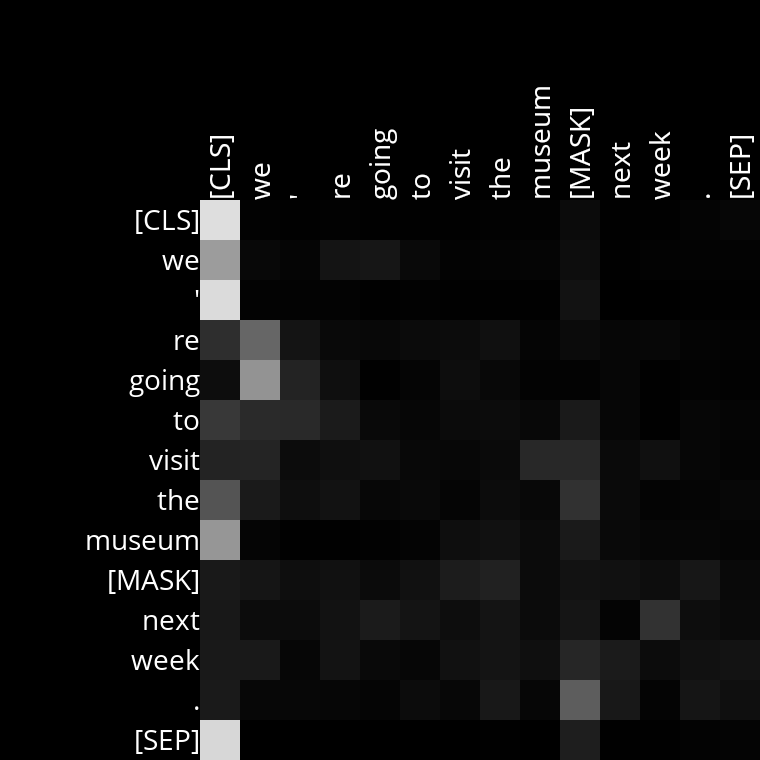 [CLS] we ' re going to visit the museum [MASK] next week . [SEP]
[CLS]
we
'
re
going
to
visit
the
museum
[MASK]
next
week
.
[SEP]